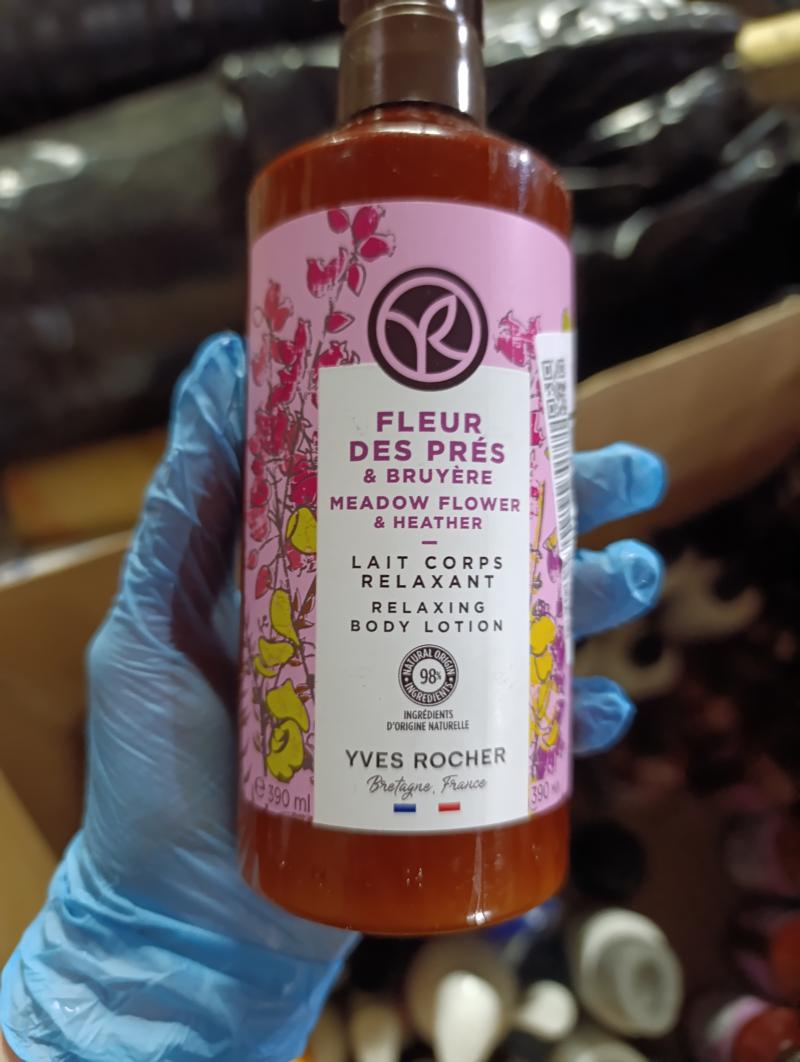 FLEUR
DES PRÉS
& BRUYÈRE
MEADOW FLOWER
& HEATHER
LAIT CORPS
RELAXANT
RELAXING
BODY LOTION
NATURAL ORIGIN
98%
INGREDIENTS
INGRÉDIENTS
D'ORIGINE NATURELLE
YVES ROCHER
Bretagne, France
℮ 390 ml
390